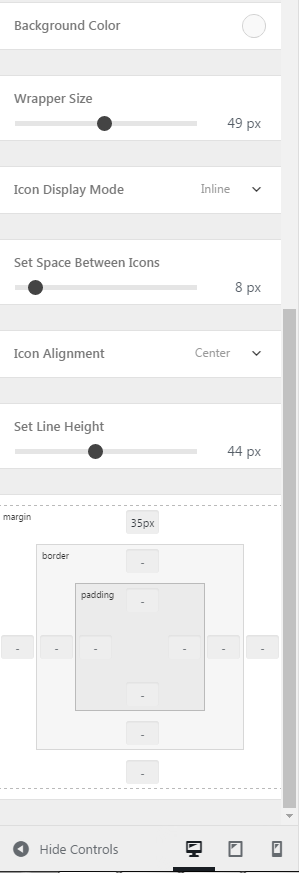 Background Color
Wrapper Size
49 px
Icon Display Mode Inline
Set Space Between Icons
8 px
Icon Alignment Center
Set Line Height
44 px
margin
35px
border
-
padding
-
- - - - - -
-
-
-
Hide Controls